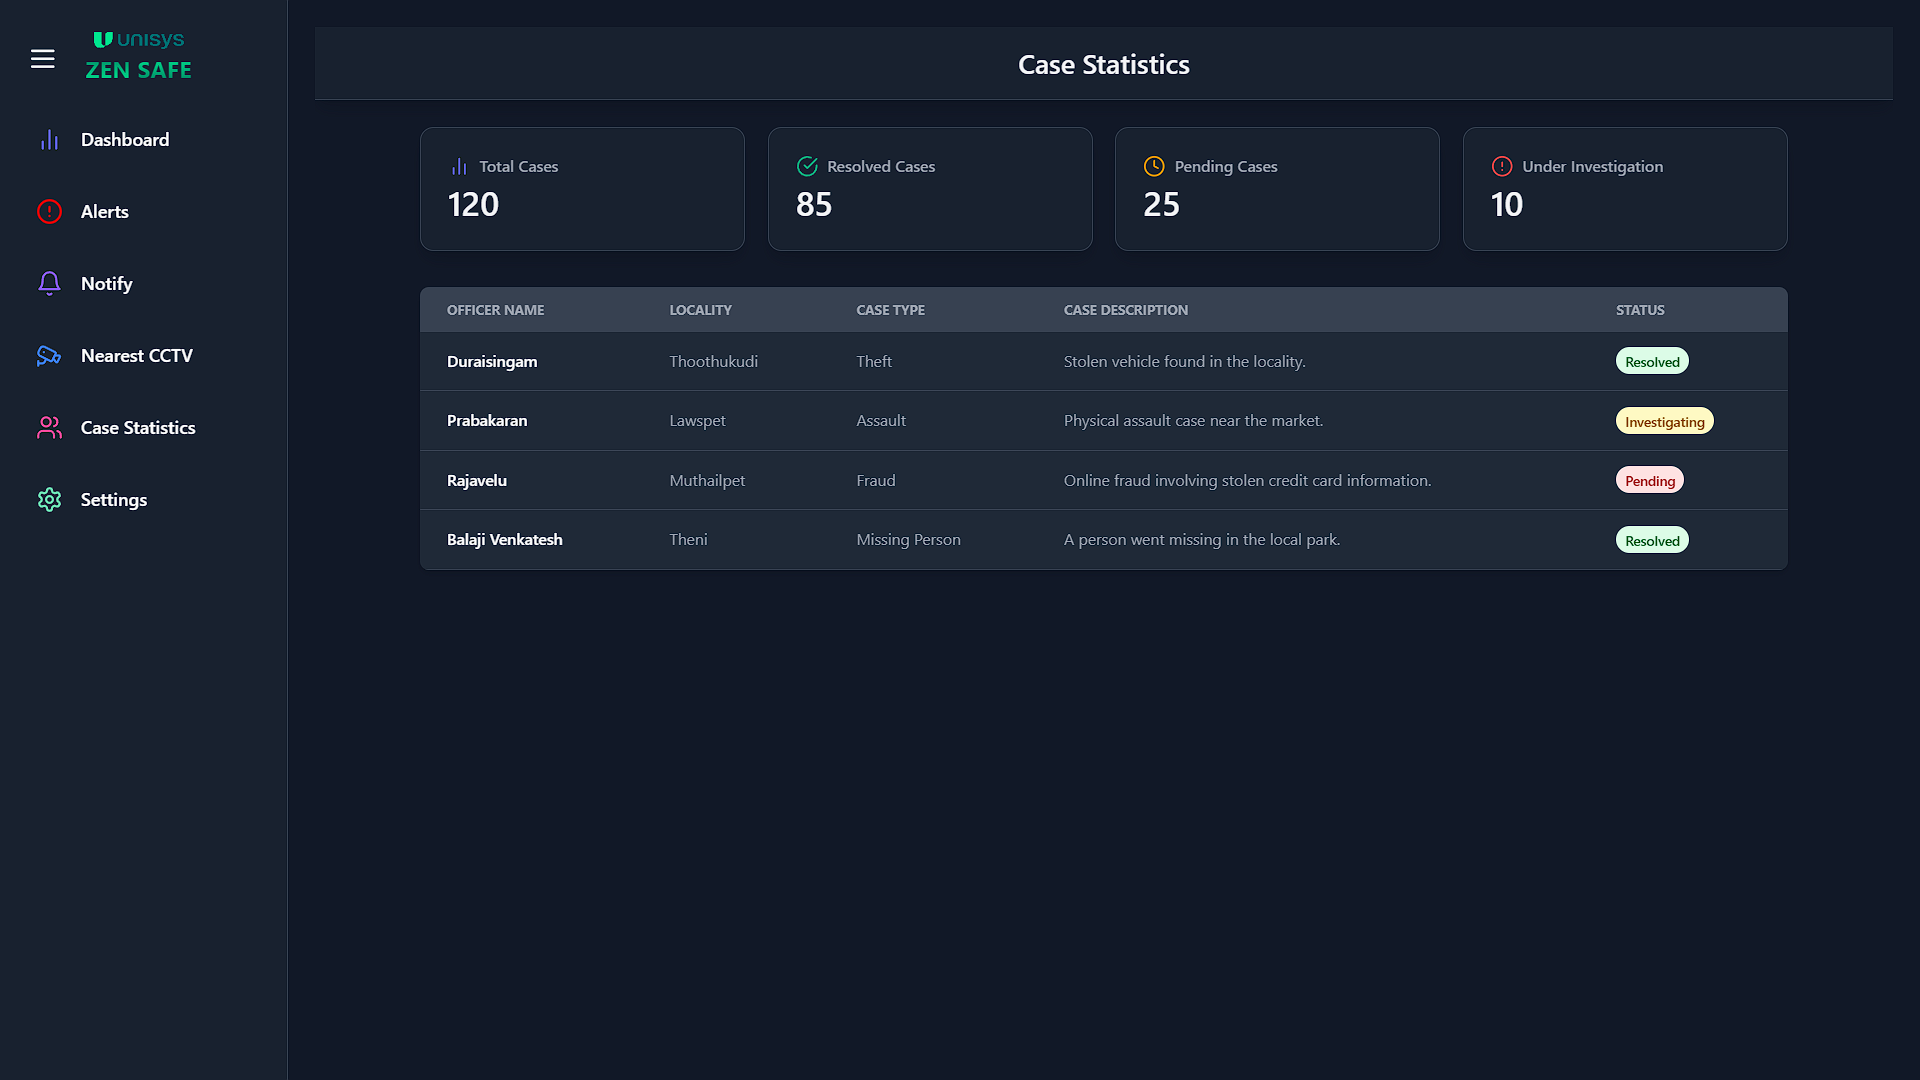 unisys
ZEN SAFE
Dashboard
Alerts
Notify
Nearest CCTV
Case Statistics
Settings
Case Statistics
Total Cases
120
Resolved Cases
85
Pending Cases
25
Under Investigation
10
OFFICER NAME LOCALITY CASE TYPE CASE DESCRIPTION STATUS
Duraisingam Thoothukudi Theft Stolen vehicle found in the locality. Resolved
Prabakaran Lawspet Assault Physical assault case near the market. Investigating
Rajavelu Muthailpet Fraud Online fraud involving stolen credit card information. Pending
Balaji Venkatesh Theni Missing Person A person went missing in the local park. Resolved